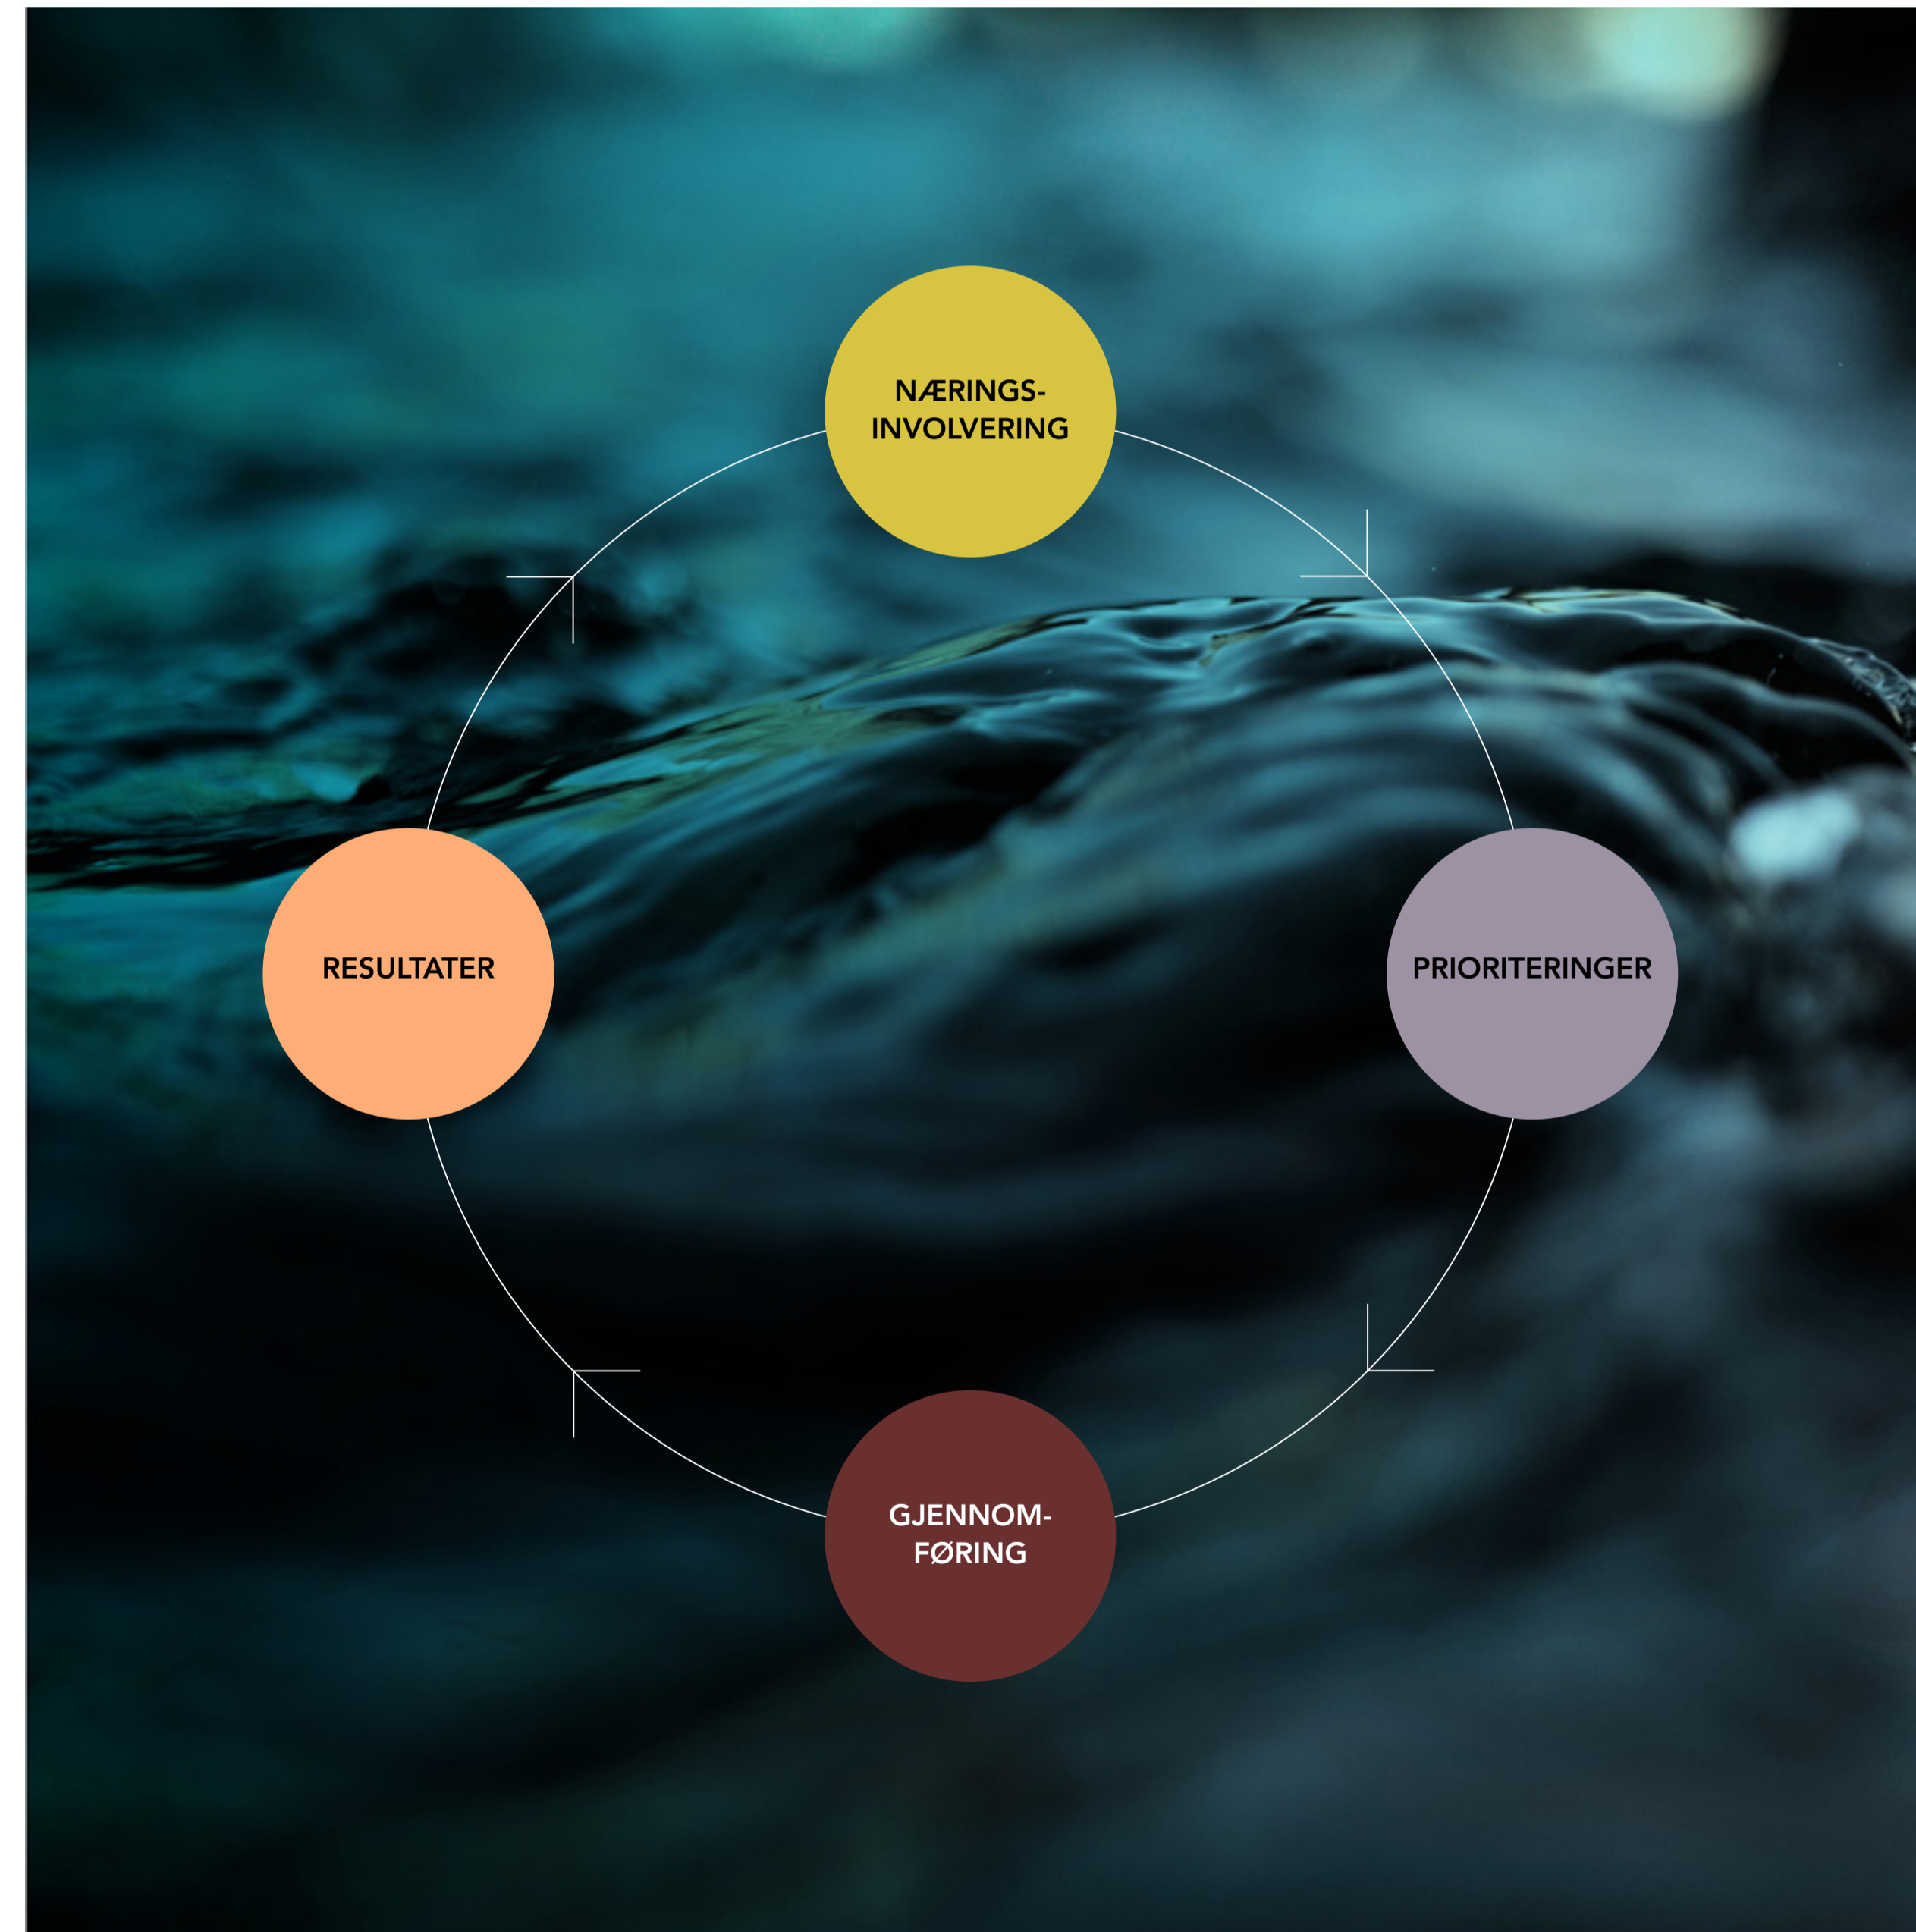 NÆRINGS-
INVOLVERING
RESULTATER
PRIORITERINGER
GJENNOM-
FØRING